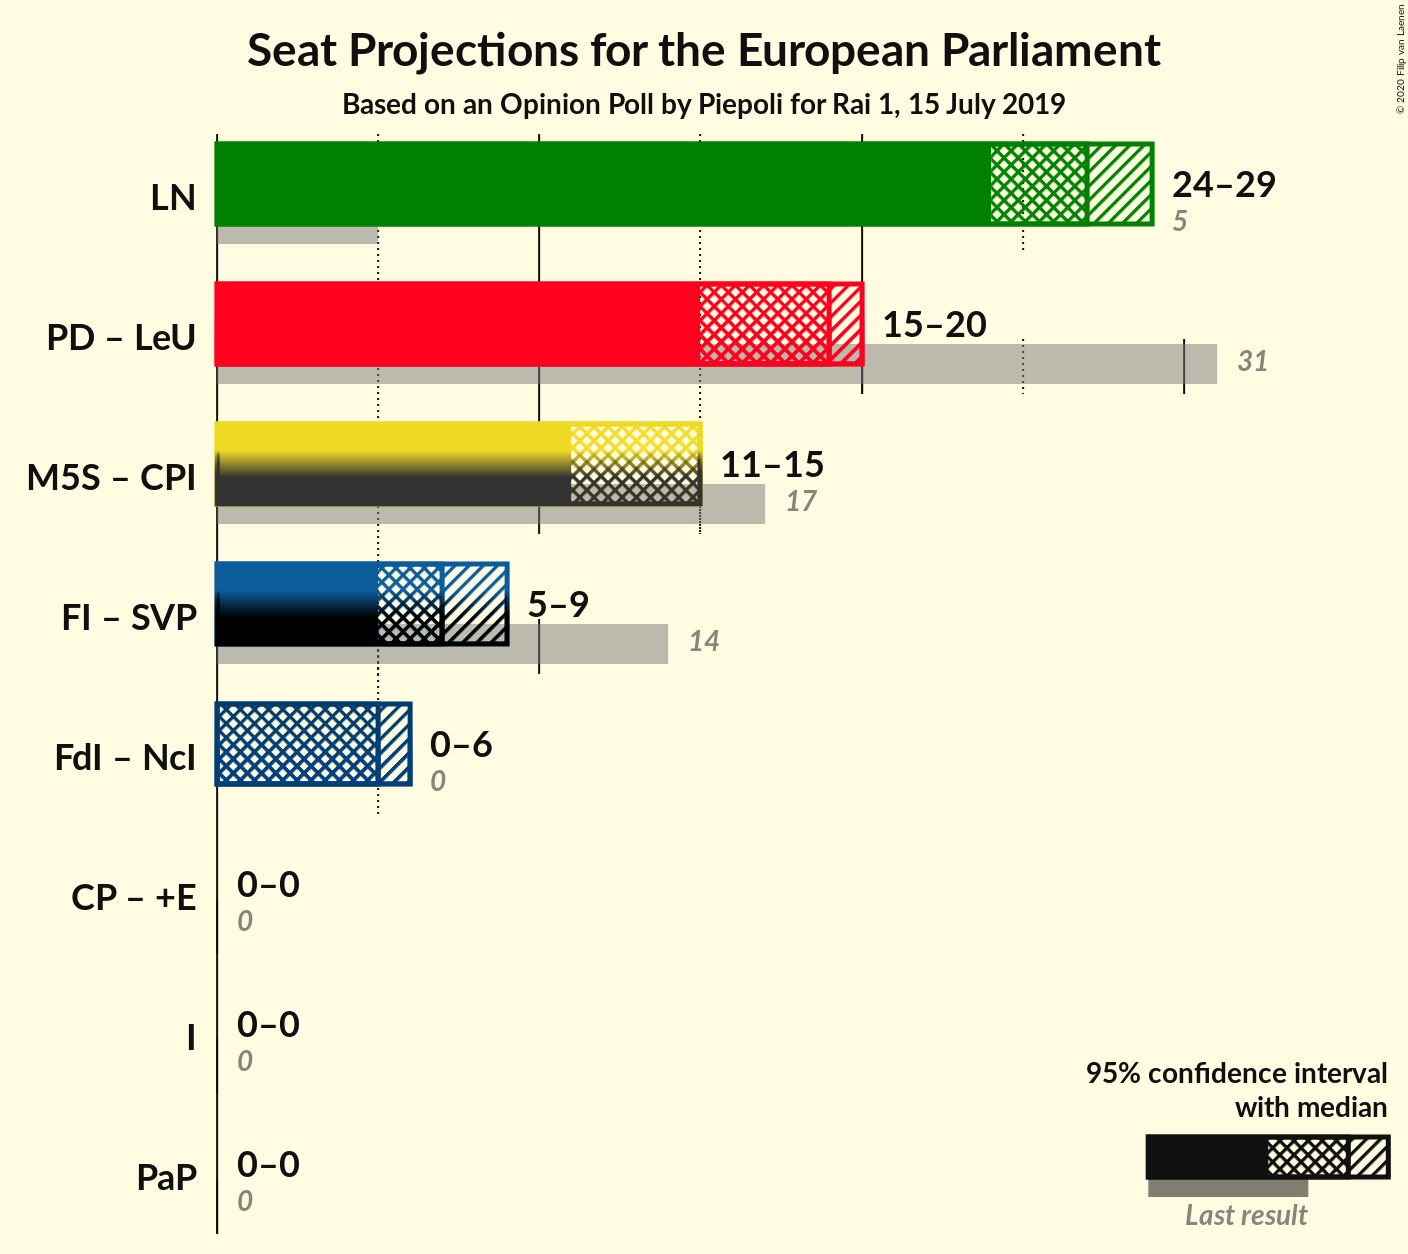 Seat Projections for the European Parliament
Based on an Opinion Poll by Piepoli for Rai 1, 15 July 2019
© 2020 Filip van Laenen
LN
24–29
5
PD – LeU
15–20
31
M5S – CPI
11–15
17
FI – SVP
5–9
14
FdI – NcI
0–6
0
CP – +E
0–0
0
I
0–0
0
PaP
0–0
0
95% confidence interval
with median
Last result